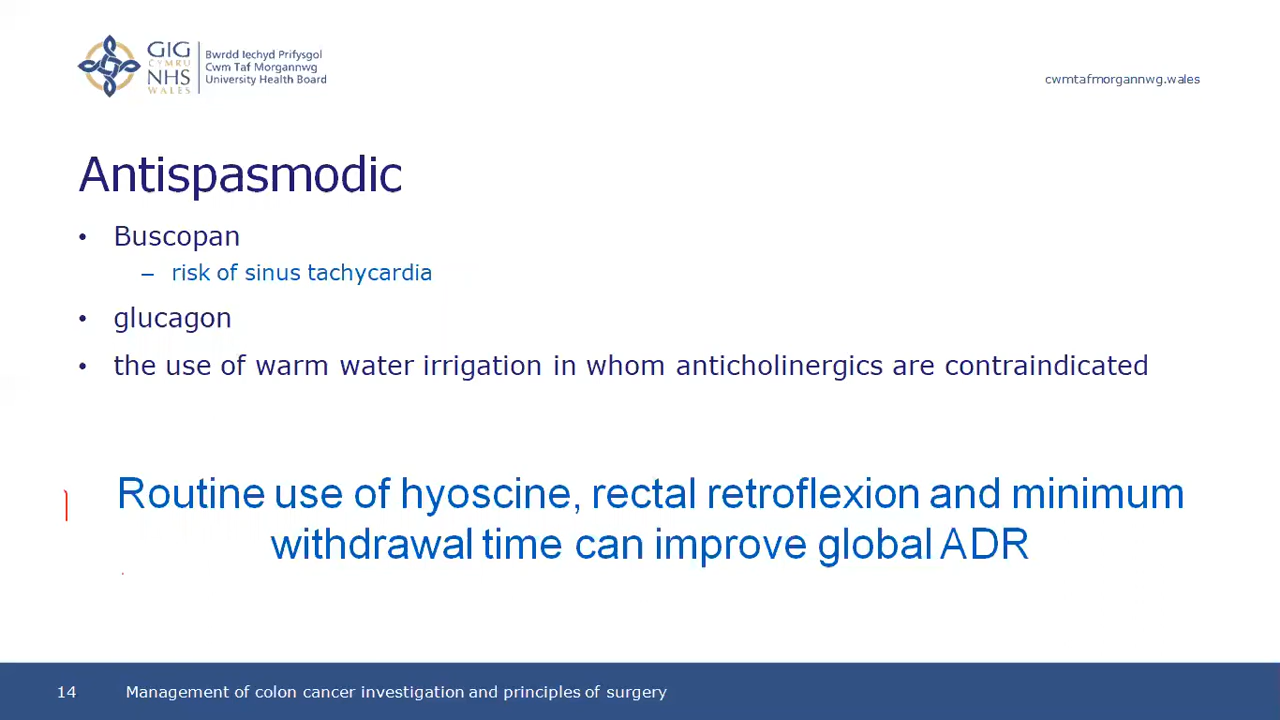 GIG
CYMRU
NHS
WALES
Bwrdd Iechyd Prifysgol
Cwm Taf Morgannwg
University Health Board
cwmtafmorgannwg.wales
Antispasmodic
• Buscopan
– risk of sinus tachycardia
• glucagon
• the use of warm water irrigation in whom anticholinergics are contraindicated
Routine use of hyoscine, rectal retroflexion and minimum
withdrawal time can improve global ADR
14 Management of colon cancer investigation and principles of surgery